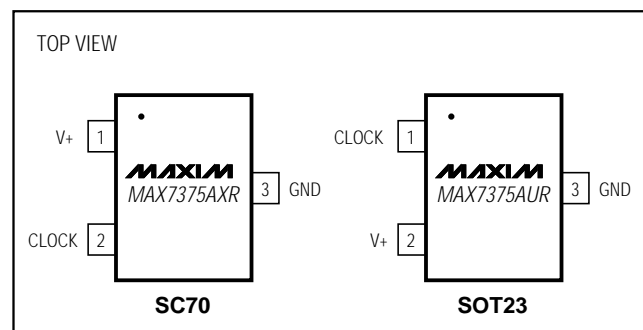 TOP VIEW
V+ 1
MAXIM
MAX7375AXR
3 GND
CLOCK 2
SC70
CLOCK 1
MAXIM
MAX7375AUR
3 GND
V+ 2
SOT23